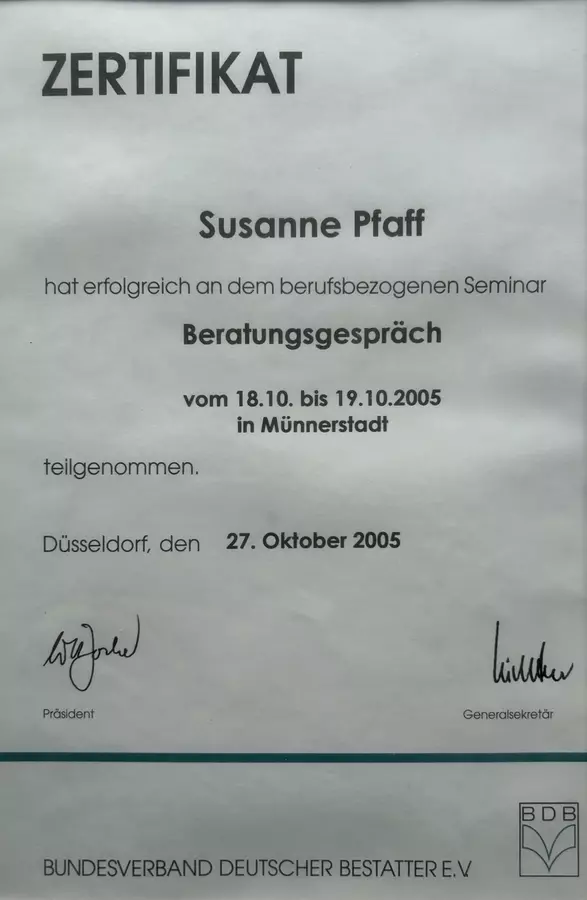 ZERTIFIKAT
Susanne Pfaff
hat erfolgreich an dem berufsbezogenen Seminar
Beratungsgespräch
vom 18.10. bis 19.10.2005
in Münnerstadt
teilgenommen.
Düsseldorf, den 27. Oktober 2005
Präsident Generalsekretär
BDB
BUNDESVERBAND DEUTSCHER BESTATTER E.V